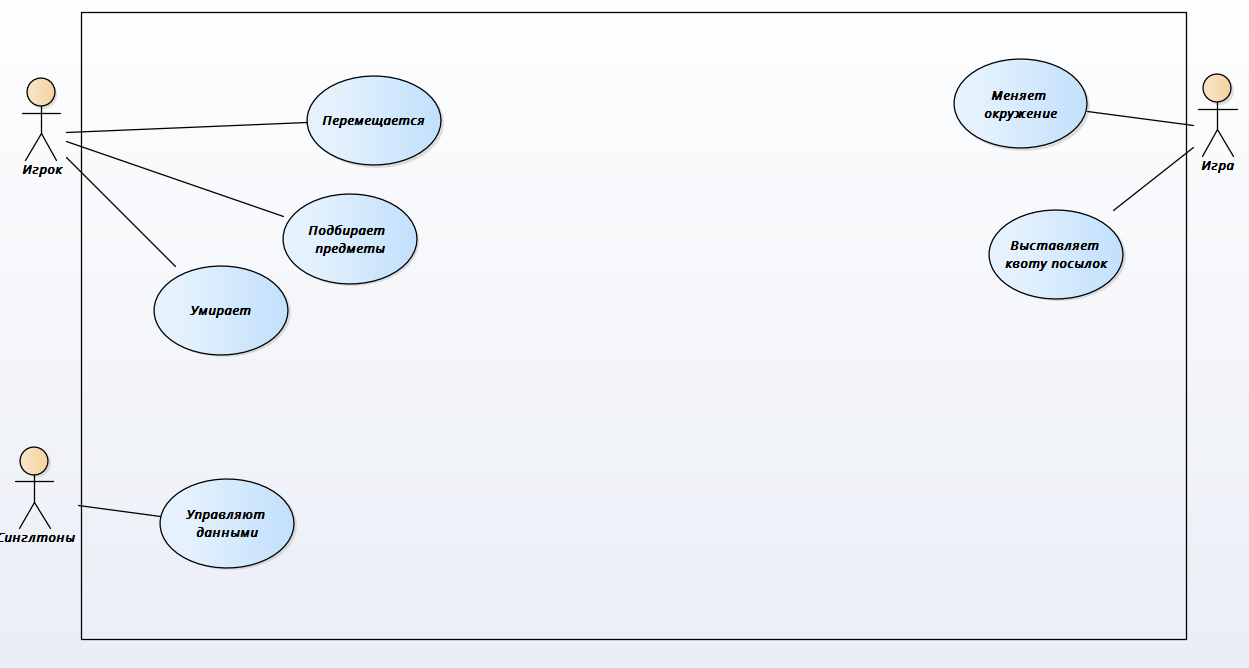 Игрок
Перемещается
Подбирает
предметы
Умирает
Синглтоны
Управляют
данными
Меняет
окружение
Выставляет
квоту посылок
Игра